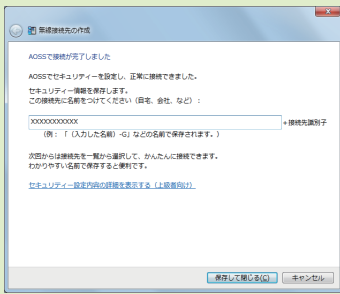 無線接続先の作成
AOSSで接続が完了しました
AOSSでセキュリティーを設定し、正常に接続できました。
セキュリティー情報を保存します。
この接続先に名前をつけてください（自宅、会社、など）：
XXXXXXXXXXX
+接続先識別子
（例：「（入力した名前）-G」などの名前で保存されます。）
次回からは接続先を一覧から選択して、かんたんに接続できます。
わかりやすい名前で保存すると便利です。
セキュリティー設定内容の詳細を表示する（上級者向け）
保存して閉じる(C)
キャンセル